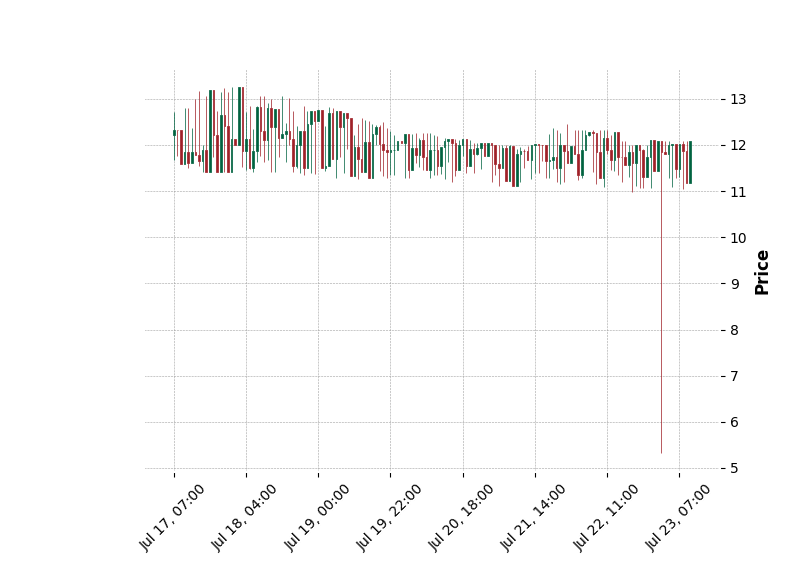 13
12
11
10
9
8
7
6
5
Price
Jul 17, 07:00
Jul 18, 04:00
Jul 19, 00:00
Jul 19, 22:00
Jul 20, 18:00
Jul 21, 14:00
Jul 22, 11:00
Jul 23, 07:00